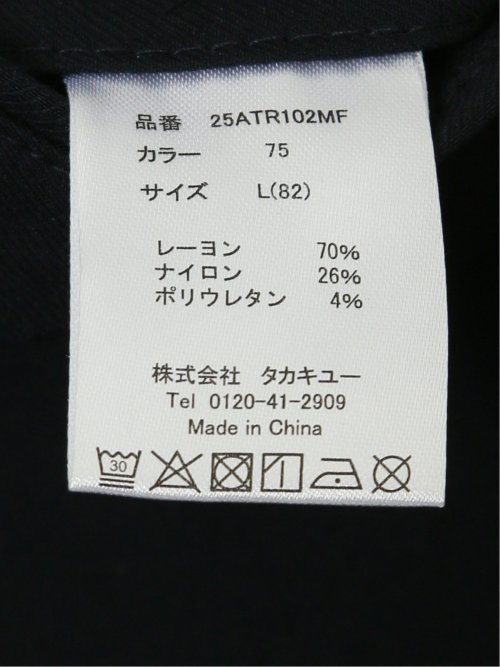 品番 25ATR102MF
カラー 75
サイズ L(82)
レーヨン 70%
ナイロン 26%
ポリウレタン 4%
株式会社 タカキユー
Tel 0120-41-2909
Made in China
30